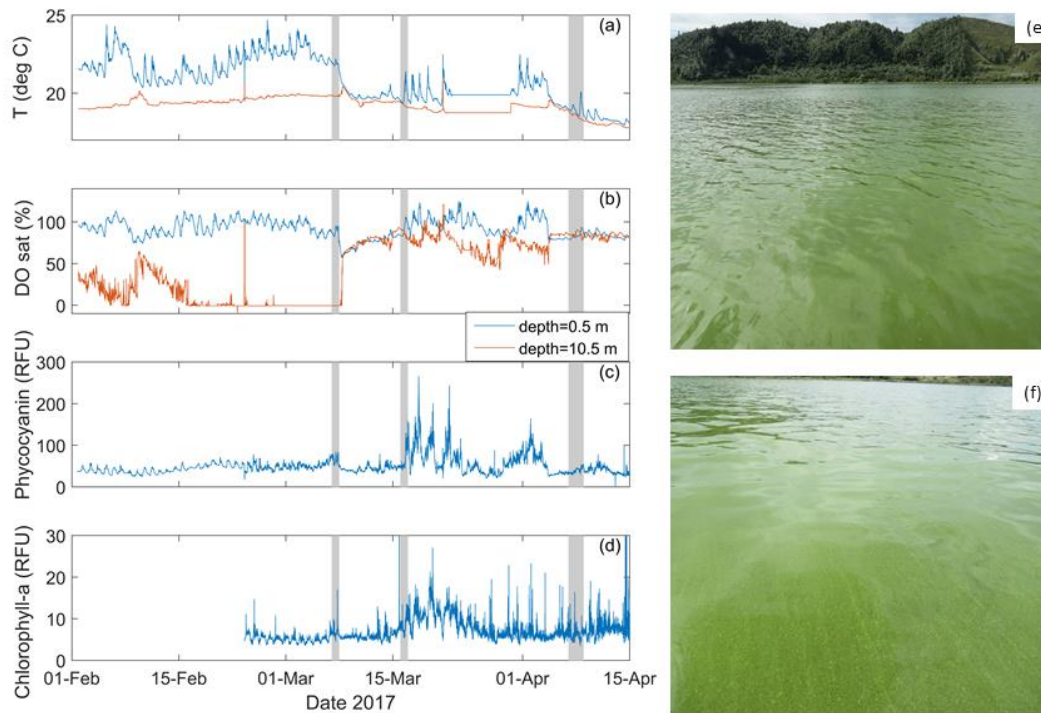 25
20
T (deg C)
(a)
100
50
0
DO sat (%)
(b)
depth=0.5 m
depth=10.5 m
300
200
100
0
Phycocyanin (RFU)
(c)
30
20
10
0
Chlorophyll-a (RFU)
(d)
01-Feb 15-Feb 01-Mar 15-Mar 01-Apr 15-Apr
Date 2017
(e)
(f)